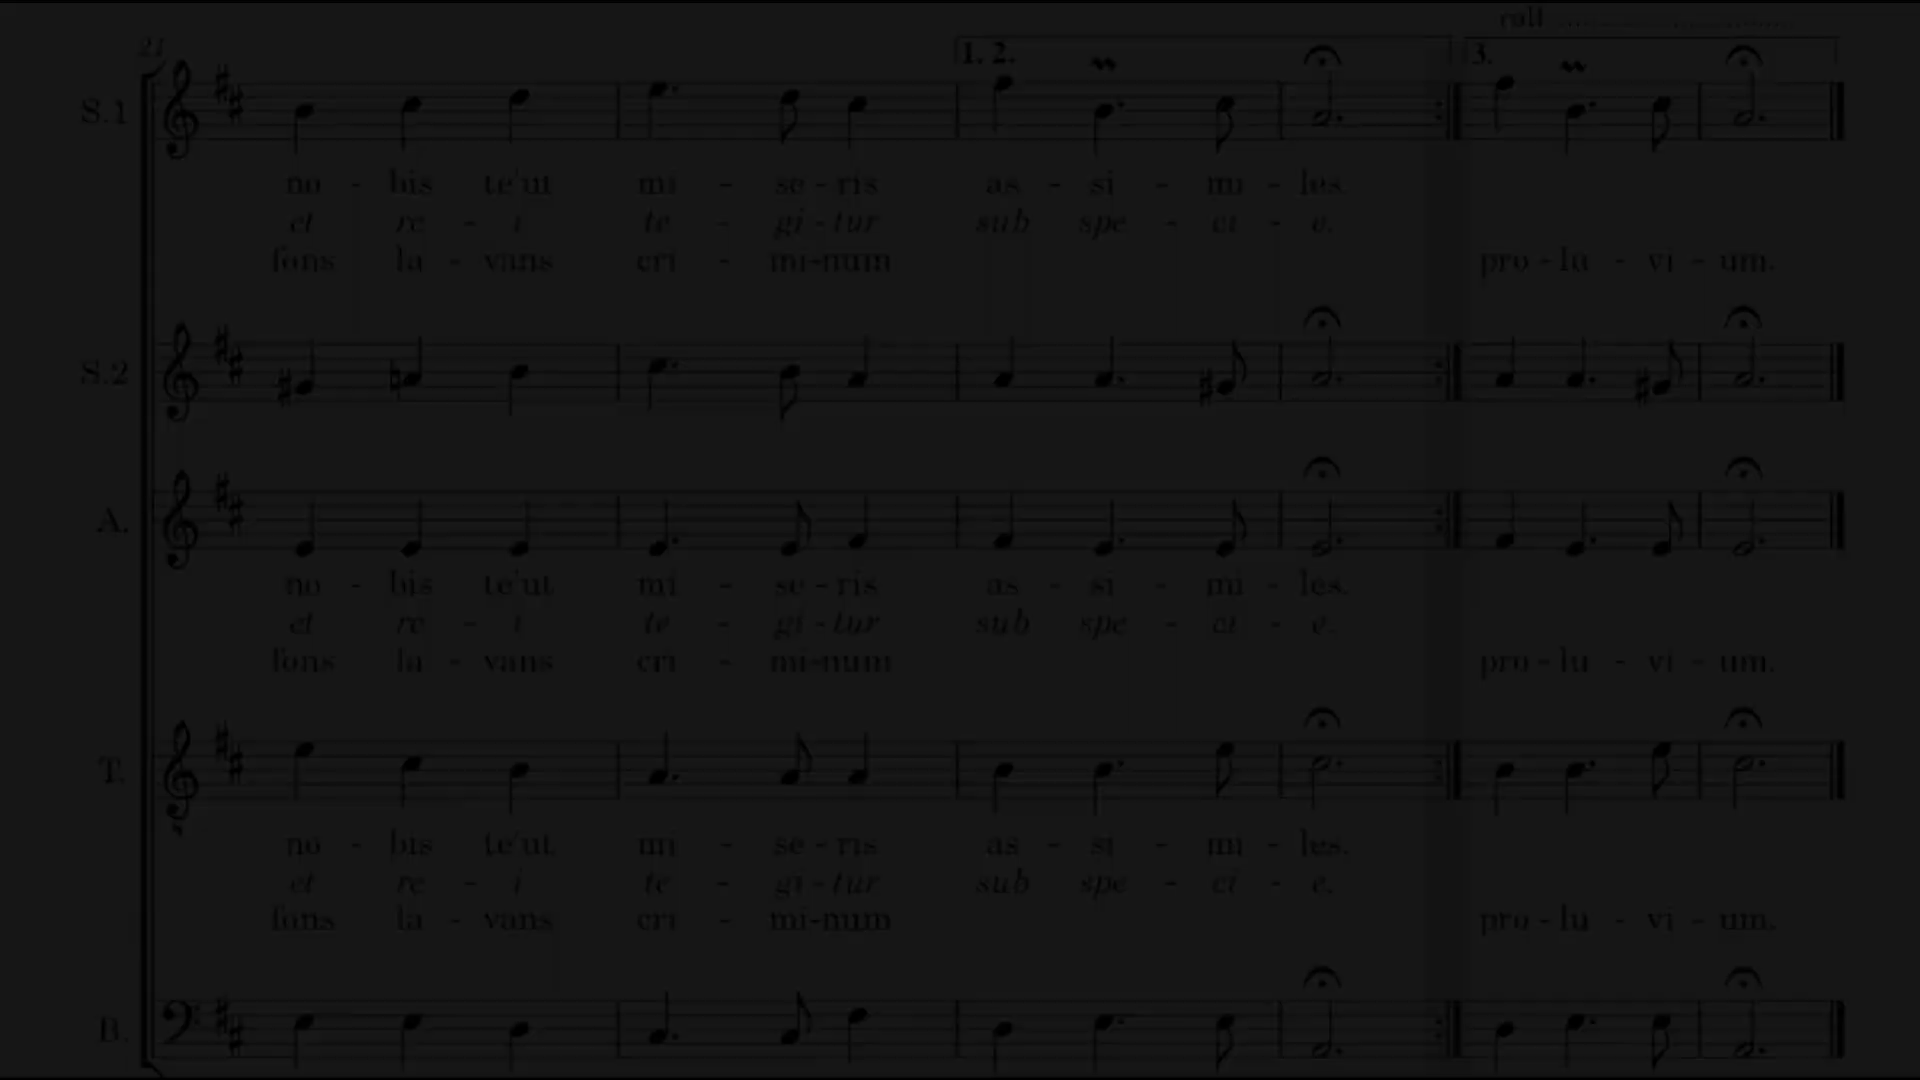 rall
21
1. 2.
3.
S.1
no - bis te'ut mi - se - ris as - si - mi - les.
et re - i te - gi - tur sub spe - ci - e.
fons la - vans cri - mi-num pro - lu - vi - um.
S.2
A.
no - bis te'ut mi - se - ris as - si - mi - les.
et re - i te - gi - tur sub spe - ci - e.
fons la - vans cri - mi-num pro - lu - vi - um.
T.
no - bis te'ut mi - se - ris as - si - mi - les.
et re - i te - gi - tur sub spe - ci - e.
fons la - vans cri - mi-num pro - lu - vi - um.
B.